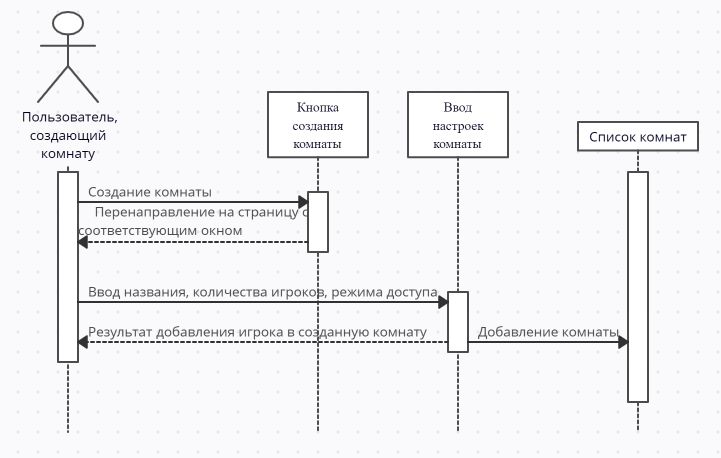 Пользователь,
создающий
комнату
Кнопка
создания
комнаты
Ввод
настроек
комнаты
Список комнат
Создание комнаты
Перенаправление на страницу с
соответствующим окном
Ввод названия, количества игроков, режима доступа
Результат добавления игрока в созданную комнату
Добавление комнаты